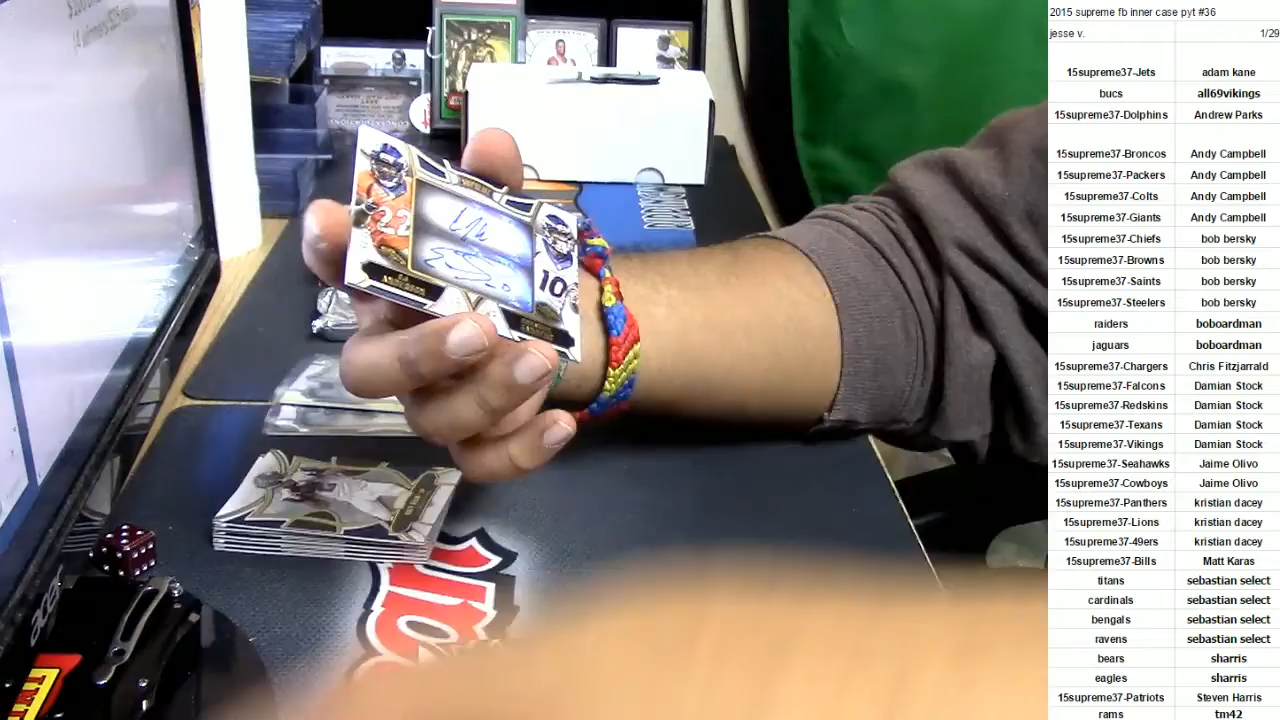 2015 supreme fb inner case pyt #36
jesse v. 1/29
15supreme37-Jets adam kane
bucs all69vikings
15supreme37-Dolphins Andrew Parks
15supreme37-Broncos Andy Campbell
15supreme37-Packers Andy Campbell
15supreme37-Colts Andy Campbell
15supreme37-Giants Andy Campbell
15supreme37-Chiefs bob bersky
15supreme37-Browns bob bersky
15supreme37-Saints bob bersky
15supreme37-Steelers bob bersky
raiders boboardman
jaguars boboardman
15supreme37-Chargers Chris Fitzjarrald
15supreme37-Falcons Damian Stock
15supreme37-Redskins Damian Stock
15supreme37-Texans Damian Stock
15supreme37-Vikings Damian Stock
15supreme37-Seahawks Jaime Olivo
15supreme37-Cowboys Jaime Olivo
15supreme37-Panthers kristian dacey
15supreme37-Lions kristian dacey
15supreme37-49ers kristian dacey
15supreme37-Bills Matt Karas
titans sebastian select
cardinals sebastian select
bengals sebastian select
ravens sebastian select
bears sharris
eagles sharris
15supreme37-Patriots Steven Harris
rams tm42
22
10
ANDERSON
acer